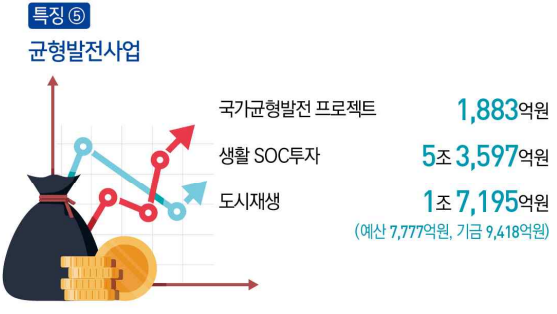 특징 ⑤
균형발전사업
국가균형발전 프로젝트 1,883억원
생활 SOC투자 5조 3,597억원
도시재생 1조 7,195억원
(예산 7,777억원, 기금 9,418억원)